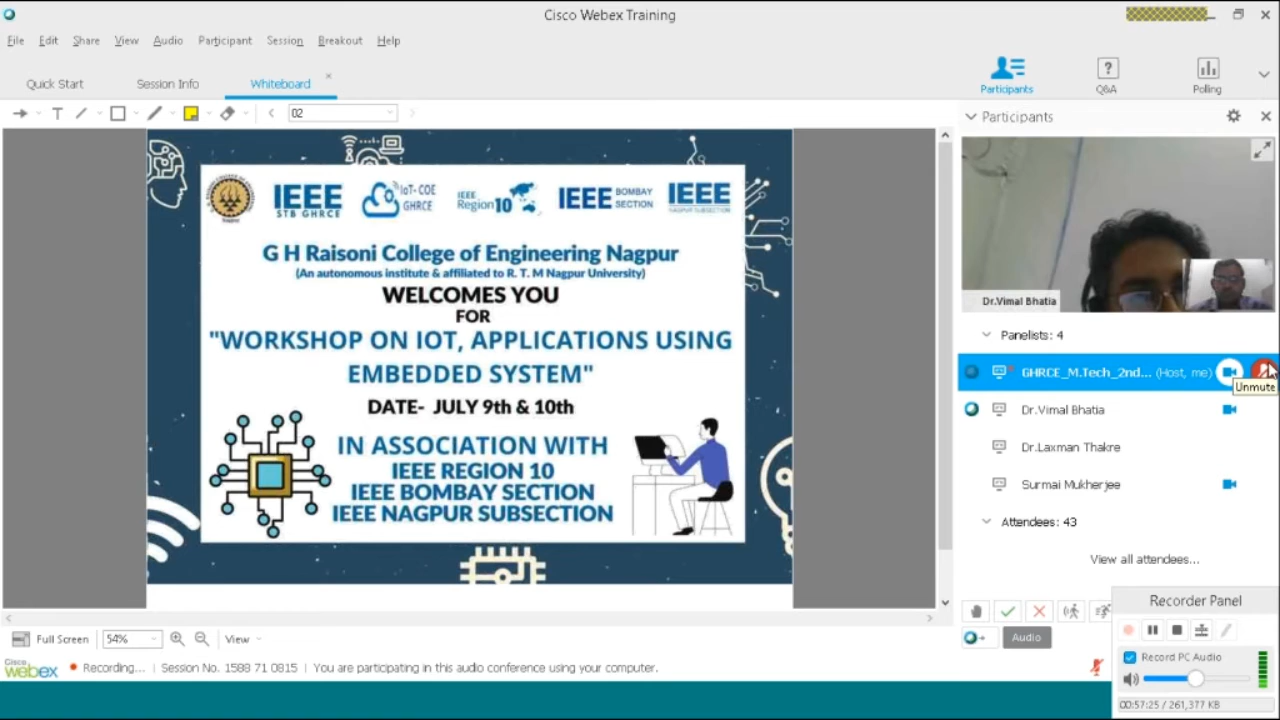 Cisco Webex Training
File Edit Share View Audio Participant Session Breakout Help
Quick Start Session Info Whiteboard
Participants Q&A Polling
T 02
Participants
IEEE STB GHRCE
IoT-COE GHRCE
IEEE Region 10
IEEE BOMBAY SECTION
IEEE NAGPUR SUBSECTION
G H Raisoni College of Engineering Nagpur
(An autonomous institute & affiliated to R. T. M Nagpur University)
WELCOMES YOU
FOR
"WORKSHOP ON IOT, APPLICATIONS USING
EMBEDDED SYSTEM"
DATE- JULY 9th & 10th
IN ASSOCIATION WITH
IEEE REGION 10
IEEE BOMBAY SECTION
IEEE NAGPUR SUBSECTION
Dr.Vimal Bhatia
Panelists: 4
GHRCE_M.Tech_2nd... (Host, me)
Unmute
Dr.Vimal Bhatia
Dr.Laxman Thakre
Surmai Mukherjee
Attendees: 43
View all attendees...
Audio
Recorder Panel
Record PC Audio
00:57:25 / 261,377 KB
Full Screen 54% View
Cisco webex Recording... | Session No. 1588 71 0815 | You are participating in this audio conference using your computer.